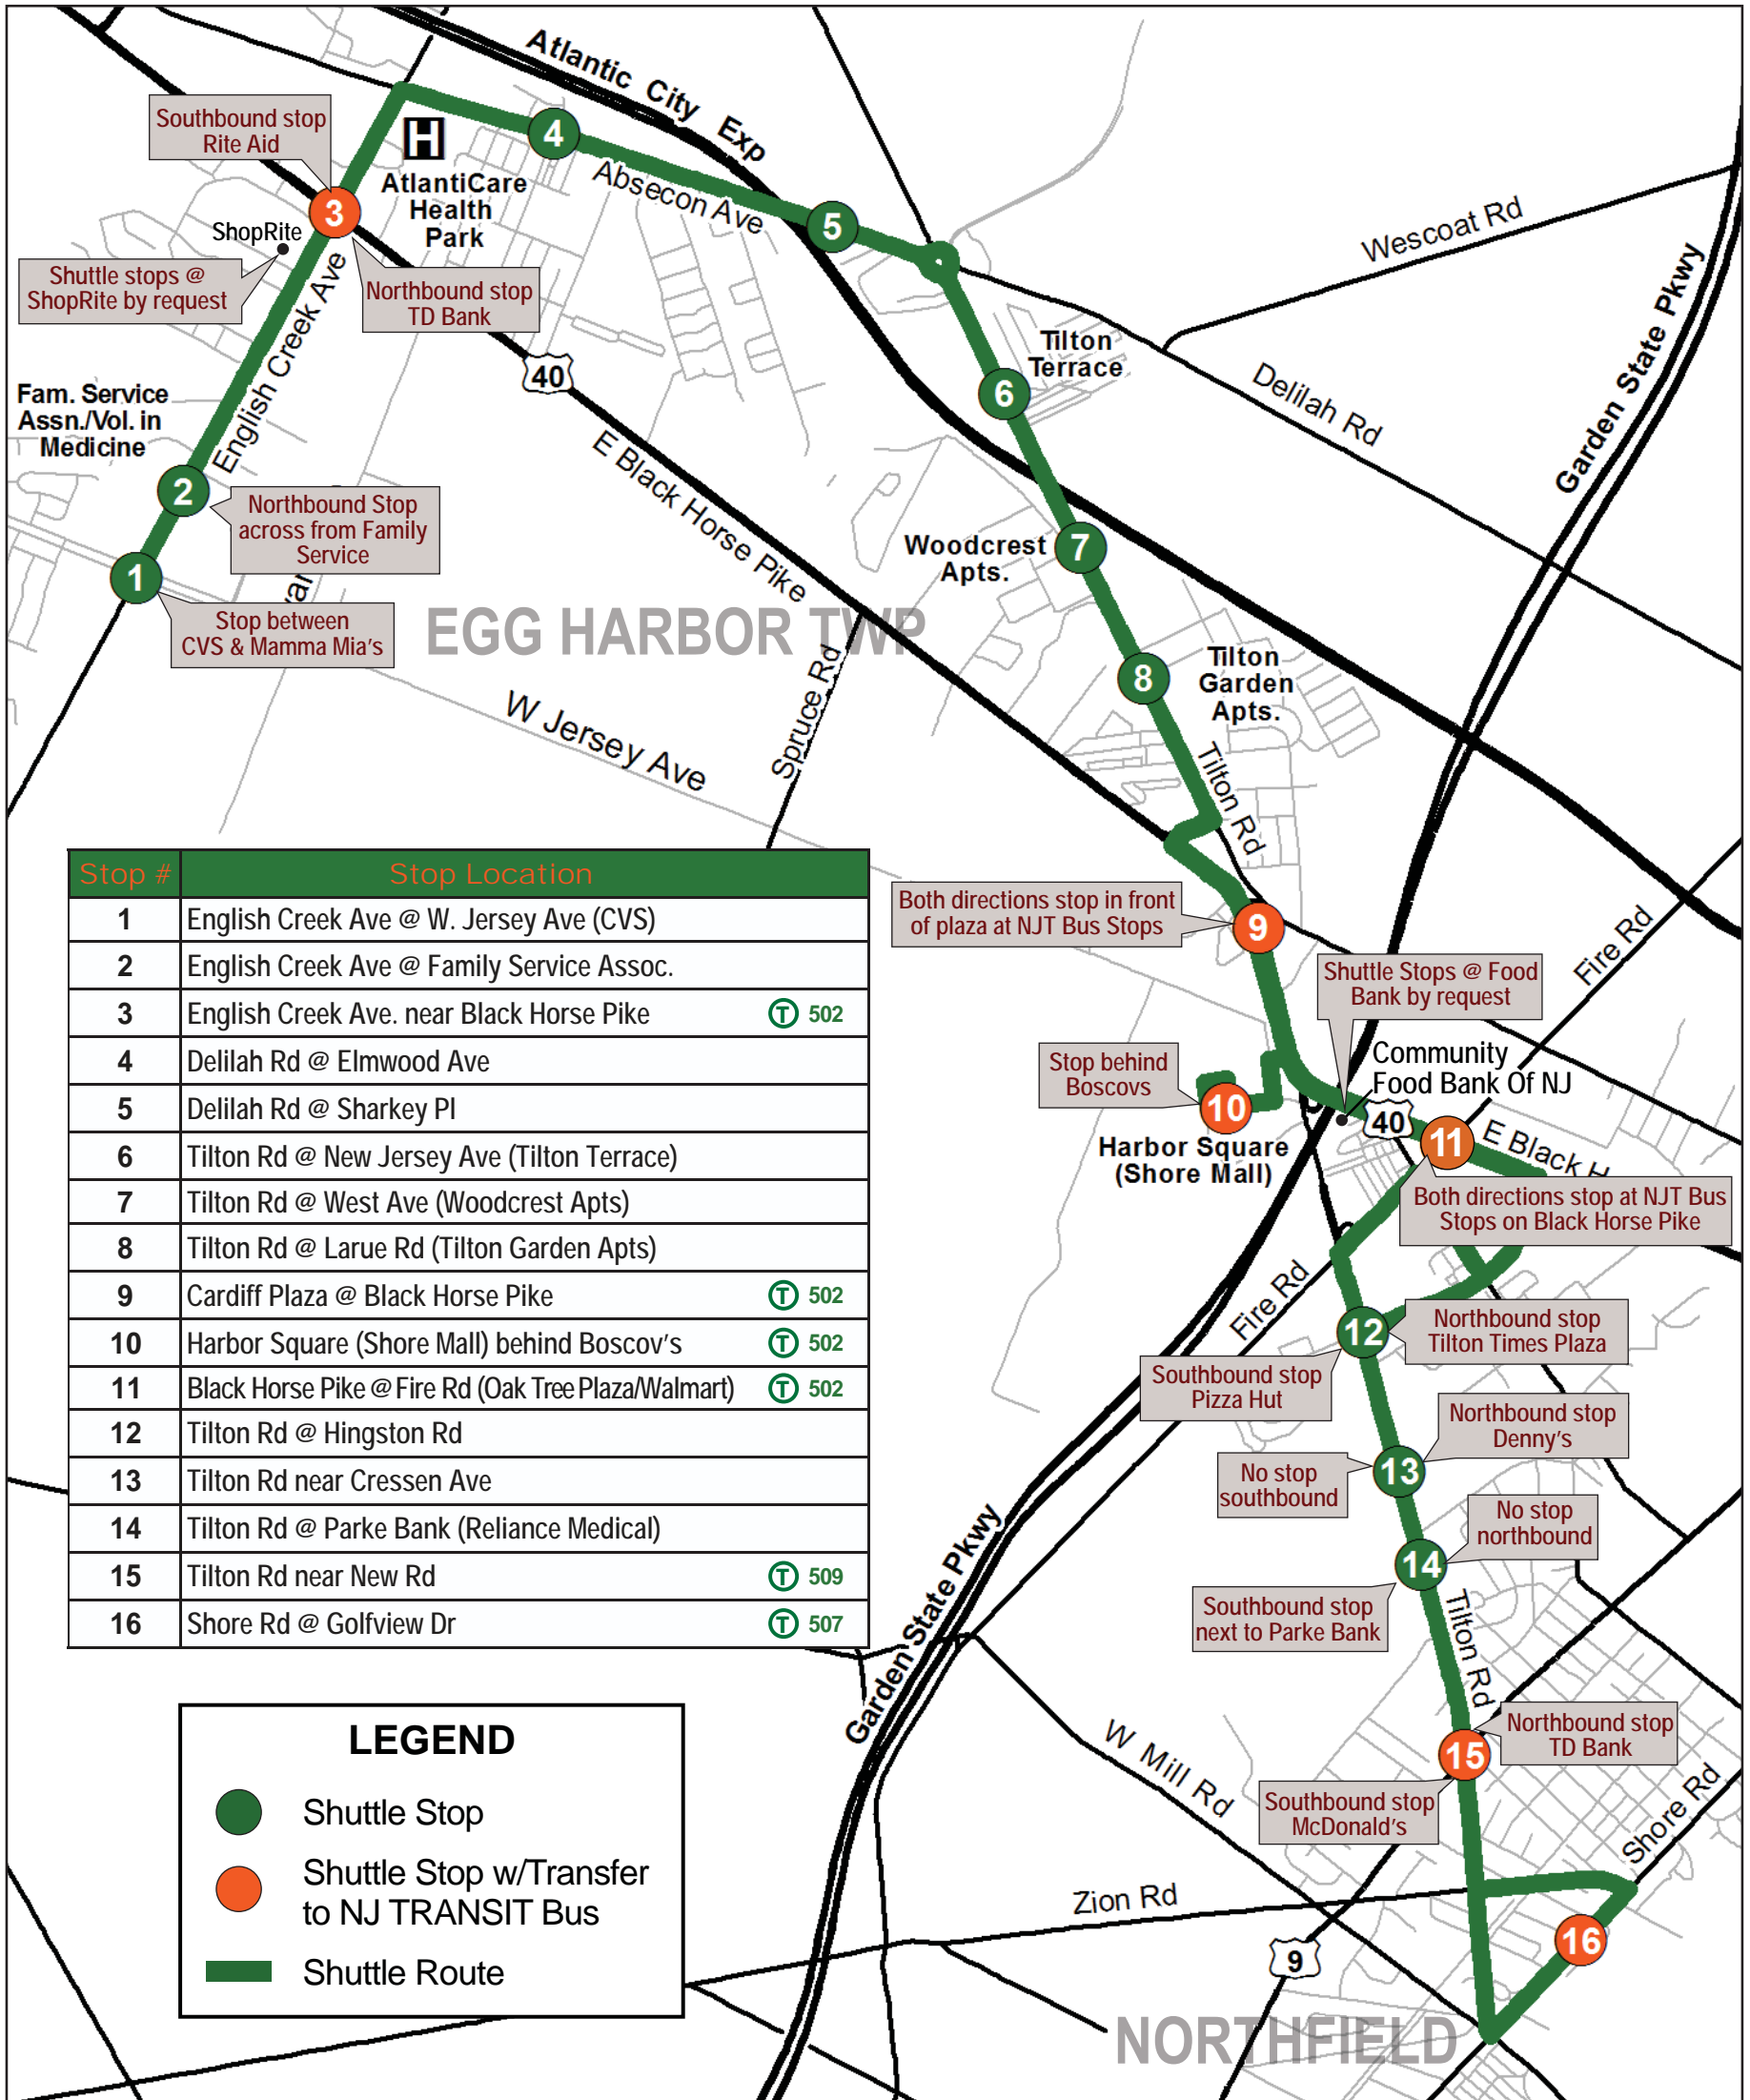 Atlantic City Exp
Southbound stop
Rite Aid
H
AtlantiCare
Health
Park
4
Absecon Ave
5
3
ShopRite
Shuttle stops @
ShopRite by request
Northbound stop
TD Bank
English Creek Ave
40
E Black Horse Pike
Wescoat Rd
Garden State Pkwy
Tilton
Terrace
6
Delilah Rd
Fam. Service
Assn./Vol. in
Medicine
2
Northbound Stop
across from Family
Service
1
Stop between
CVS & Mamma Mia's
Woodcrest
Apts.
7
EGG HARBOR TWP
Spruce Rd
W Jersey Ave
8
Tilton
Garden
Apts.
Tilton Rd
Stop # Stop Location
1 English Creek Ave @ W. Jersey Ave (CVS)
2 English Creek Ave @ Family Service Assoc.
3 English Creek Ave. near Black Horse Pike T 502
4 Delilah Rd @ Elmwood Ave
5 Delilah Rd @ Sharkey Pl
6 Tilton Rd @ New Jersey Ave (Tilton Terrace)
7 Tilton Rd @ West Ave (Woodcrest Apts)
8 Tilton Rd @ Larue Rd (Tilton Garden Apts)
9 Cardiff Plaza @ Black Horse Pike T 502
10 Harbor Square (Shore Mall) behind Boscov's T 502
11 Black Horse Pike @ Fire Rd (Oak Tree Plaza/Walmart) T 502
12 Tilton Rd @ Hingston Rd
13 Tilton Rd near Cressen Ave
14 Tilton Rd @ Parke Bank (Reliance Medical)
15 Tilton Rd near New Rd T 509
16 Shore Rd @ Golfview Dr T 507
Both directions stop in front
of plaza at NJT Bus Stops
9
Fire Rd
Shuttle Stops @ Food
Bank by request
Stop behind
Boscovs
10
Harbor Square
(Shore Mall)
Community
Food Bank Of NJ
40
11
E Black H
Both directions stop at NJT Bus
Stops on Black Horse Pike
Fire Rd
12
Northbound stop
Tilton Times Plaza
Southbound stop
Pizza Hut
Northbound stop
Denny's
13
No stop
southbound
No stop
northbound
14
Southbound stop
next to Parke Bank
Tilton Rd
Garden State Pkwy
Northbound stop
TD Bank
15
Southbound stop
McDonald's
W Mill Rd
Shore Rd
Zion Rd
16
9
NORTHFIELD
LEGEND
Shuttle Stop
Shuttle Stop w/Transfer
to NJ TRANSIT Bus
Shuttle Route